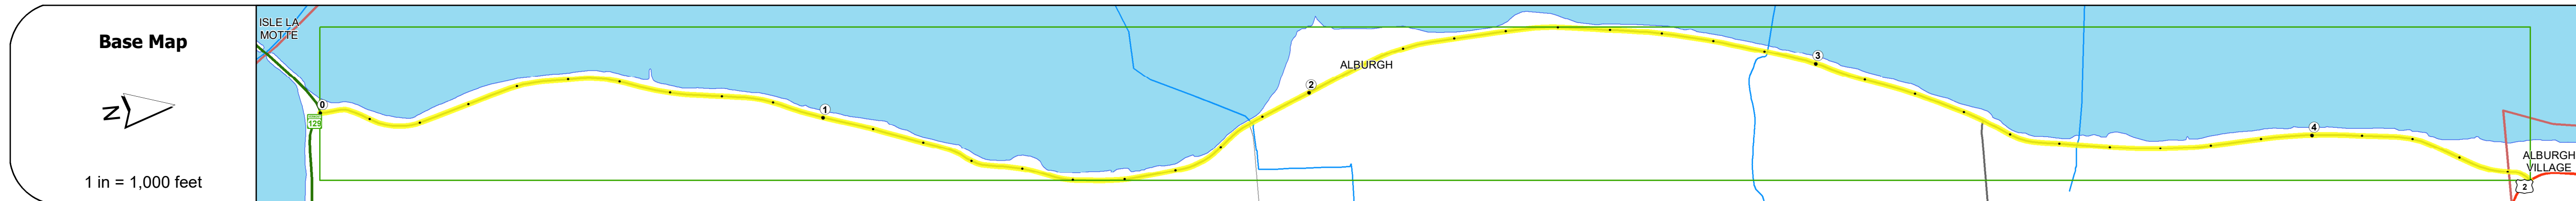 Base Map
N
1 in = 1,000 feet
ISLE LA
MOTTE
0
129
1
2
ALBURGH
3
4
ALBURGH
VILLAGE
2